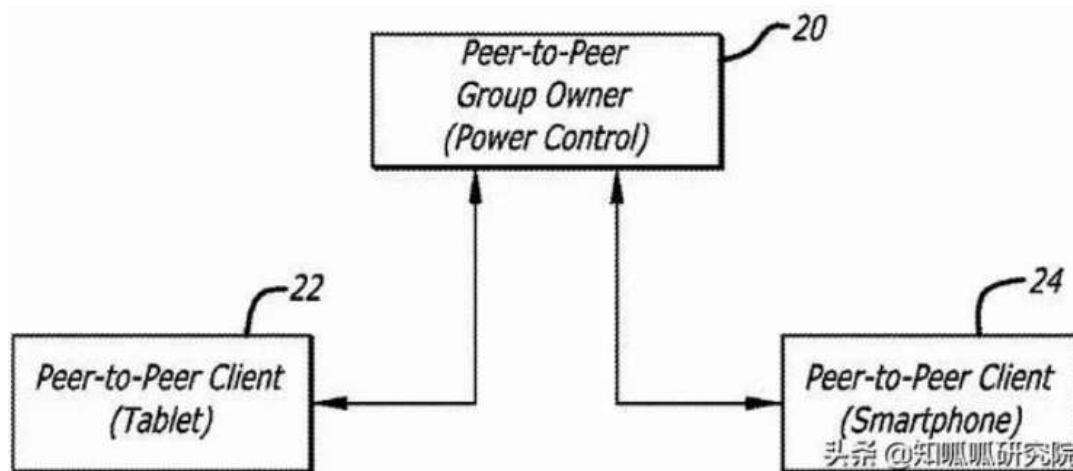 20
Peer-to-Peer
Group Owner
(Power Control)
22
Peer-to-Peer Client
(Tablet)
24
Peer-to-Peer Client
(Smartphone)
头条 @知呱呱研究院